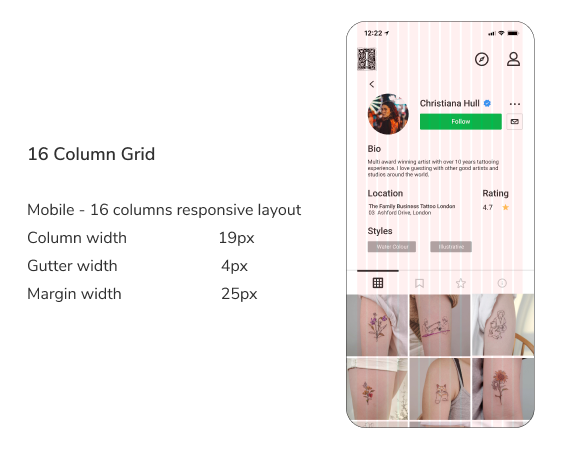 16 Column Grid
Mobile - 16 columns responsive layout
Column width 19px
Gutter width 4px
Margin width 25px
12:22
Christiana Hull
Follow
Bio
Multi award winning artist with over 10 years tattooing
experience. I love guesting with other good artists and
studios around the world.
Location Rating
The Family Business Tattoo London 4.7
03 Ashford Drive, London
Styles
Water Colour Illustrative